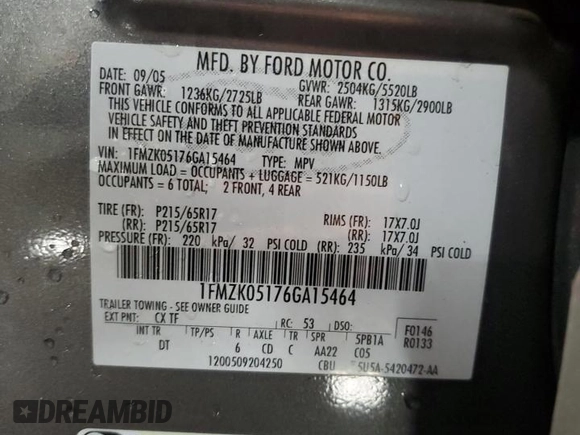 MFD. BY FORD MOTOR CO.
DATE: 09/05 GVWR: 2504KG/5520LB
FRONT GAWR: 1236KG/2725LB REAR GAWR: 1315KG/2900LB
THIS VEHICLE CONFORMS TO ALL APPLICABLE FEDERAL MOTOR
VEHICLE SAFETY AND THEFT PREVENTION STANDARDS
IN EFFECT ON THE DATE OF MANUFACTURE SHOWN ABOVE.
VIN: 1FMZK05176GA15464 TYPE: MPV
MAXIMUM LOAD = OCCUPANTS + LUGGAGE = 521KG/1150LB
OCCUPANTS = 6 TOTAL; 2 FRONT, 4 REAR
TIRE (FR): P215/65R17 RIMS (FR): 17X7.0J
(RR): P215/65R17 (RR): 17X7.0J
PRESSURE (FR): 220 kPa/ 32 PSI COLD (RR): 235 kPa/ 34 PSI COLD
1FMZK05176GA15464
TRAILER TOWING - SEE OWNER GUIDE
EXT PNT: CX TF RC: 53 DSO: F0146
INT TR TP/PS R AXLE TR SPR 5PB1A R0133
DT 6 CD C AA22 C05
1200509204250 CBU 5U5A-5420472-AA
DREAMBID